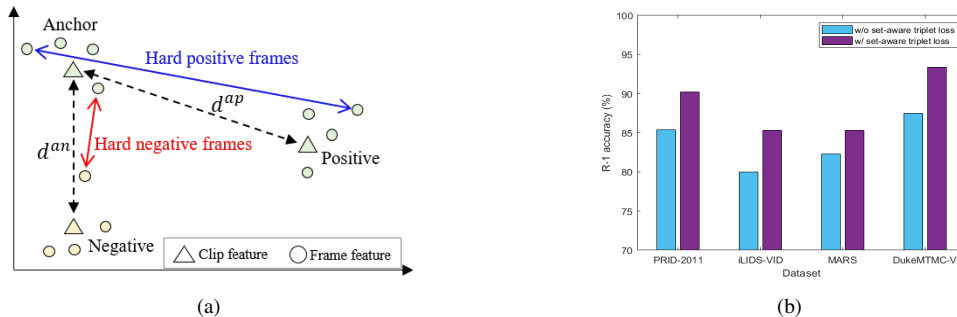 Anchor
Hard positive frames
d^{ap}
d^{an}
Hard negative frames
Positive
Negative
Clip feature
Frame feature
(a)
w/o set-aware triplet loss
w/ set-aware triplet loss
R-1 accuracy (%)
100
95
90
85
80
75
70
PRID-2011
iLIDS-VID
MARS
DukeMTMC-V
Dataset
(b)